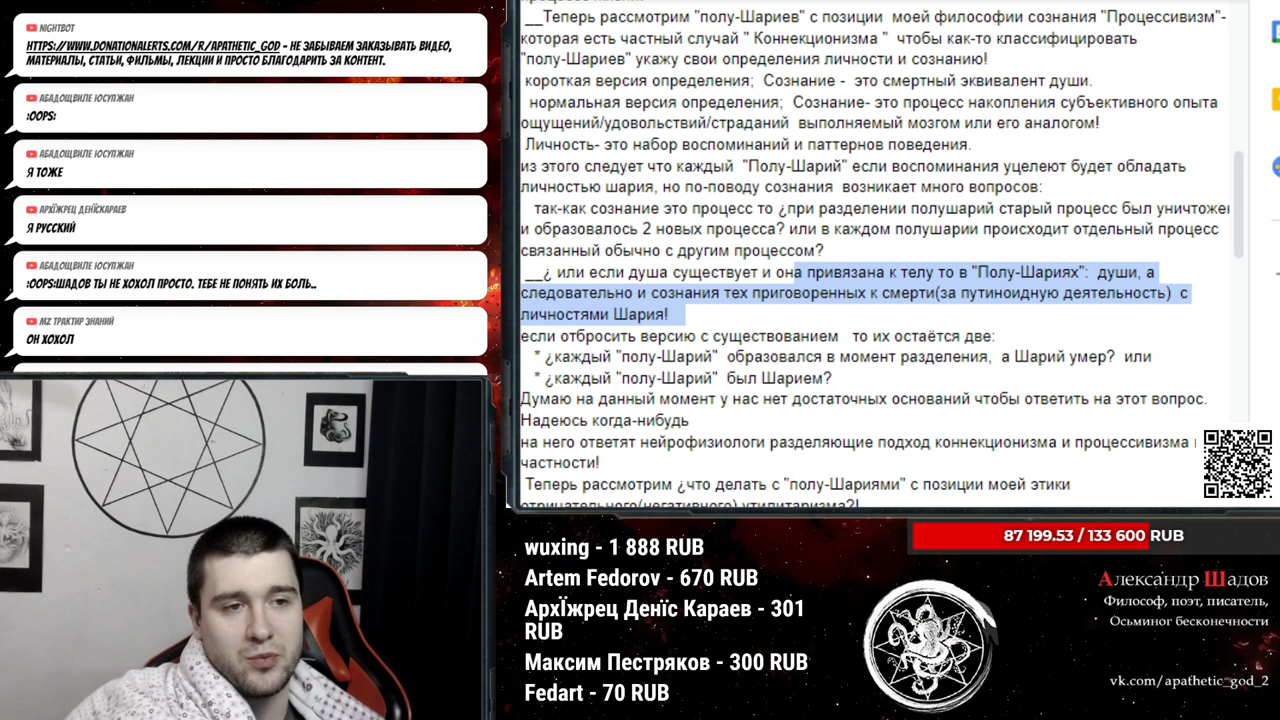 NIGHTBOT
HTTPS://WWW.DONATIONALERTS.COM/R/APATHETIC_GOD - НЕ ЗАБЫВАЕМ ЗАКАЗЫВАТЬ ВИДЕО,
МАТЕРИАЛЫ, СТАТЬИ, ФИЛЬМЫ, ЛЕКЦИИ И ПРОСТО БЛАГОДАРИТЬ ЗА КОНТЕНТ.
АБАДОЩВИЛЕ ЮСУПЖАН
:OOPS:
АБАДОЩВИЛЕ ЮСУПЖАН
Я ТОЖЕ
АРХЇЖРЕЦ ДЕНЇСКАРАЕВ
Я РУССКИЙ
АБАДОЩВИЛЕ ЮСУПЖАН
:OOPS:ШАДОВ ТЫ НЕ ХОХОЛ ПРОСТО. ТЕБЕ НЕ ПОНЯТЬ ИХ БОЛЬ..
MZ ТРАКТИР ЗНАНИЙ
ОН ХОХОЛ
__Теперь рассмотрим "полу-Шариев" с позиции моей философии сознания "Процессивизм"-
которая есть частный случай " Коннекционизма " чтобы как-то классифицировать
"полу-Шариев" укажу свои определения личности и сознанию!
короткая версия определения; Сознание - это смертный эквивалент души.
нормальная версия определения; Сознание- это процесс накопления субъективного опыта
ощущений/удовольствий/страданий выполняемый мозгом или его аналогом!
Личность- это набор воспоминаний и паттернов поведения.
из этого следует что каждый "Полу-Шарий" если воспоминания уцелеют будет обладать
личностью шария, но по-поводу сознания возникает много вопросов:
так-как сознание это процесс то ¿при разделении полушарий старый процесс был уничтожен
и образовалось 2 новых процесса? или в каждом полушарии происходит отдельный процесс
связанный обычно с другим процессом?
__¿ или если душа существует и она привязана к телу то в "Полу-Шариях": души, а
следовательно и сознания тех приговоренных к смерти(за путиноидную деятельность) с
личностями Шария!
если отбросить версию с существованием то их остаётся две:
* ¿каждый "полу-Шарий" образовался в момент разделения, а Шарий умер? или
* ¿каждый "полу-Шарий" был Шарием?
Думаю на данный момент у нас нет достаточных оснований чтобы ответить на этот вопрос.
Надеюсь когда-нибудь
на него ответят нейрофизиологи разделяющие подход коннекционизма и процессивизма
частности!
Теперь рассмотрим ¿что делать с "полу-Шариями" с позиции моей этики
отрицательного(негативного) утилитаризма?!
87 199.53 / 133 600 RUB
wuxing - 1 888 RUB
Artem Fedorov - 670 RUB
АрхЇжрец Денїс Караев - 301
RUB
Максим Пестряков - 300 RUB
Fedart - 70 RUB
Александр Шадов
Философ, поэт, писатель,
Осьминог бесконечности
vk.com/apathetic_god_2